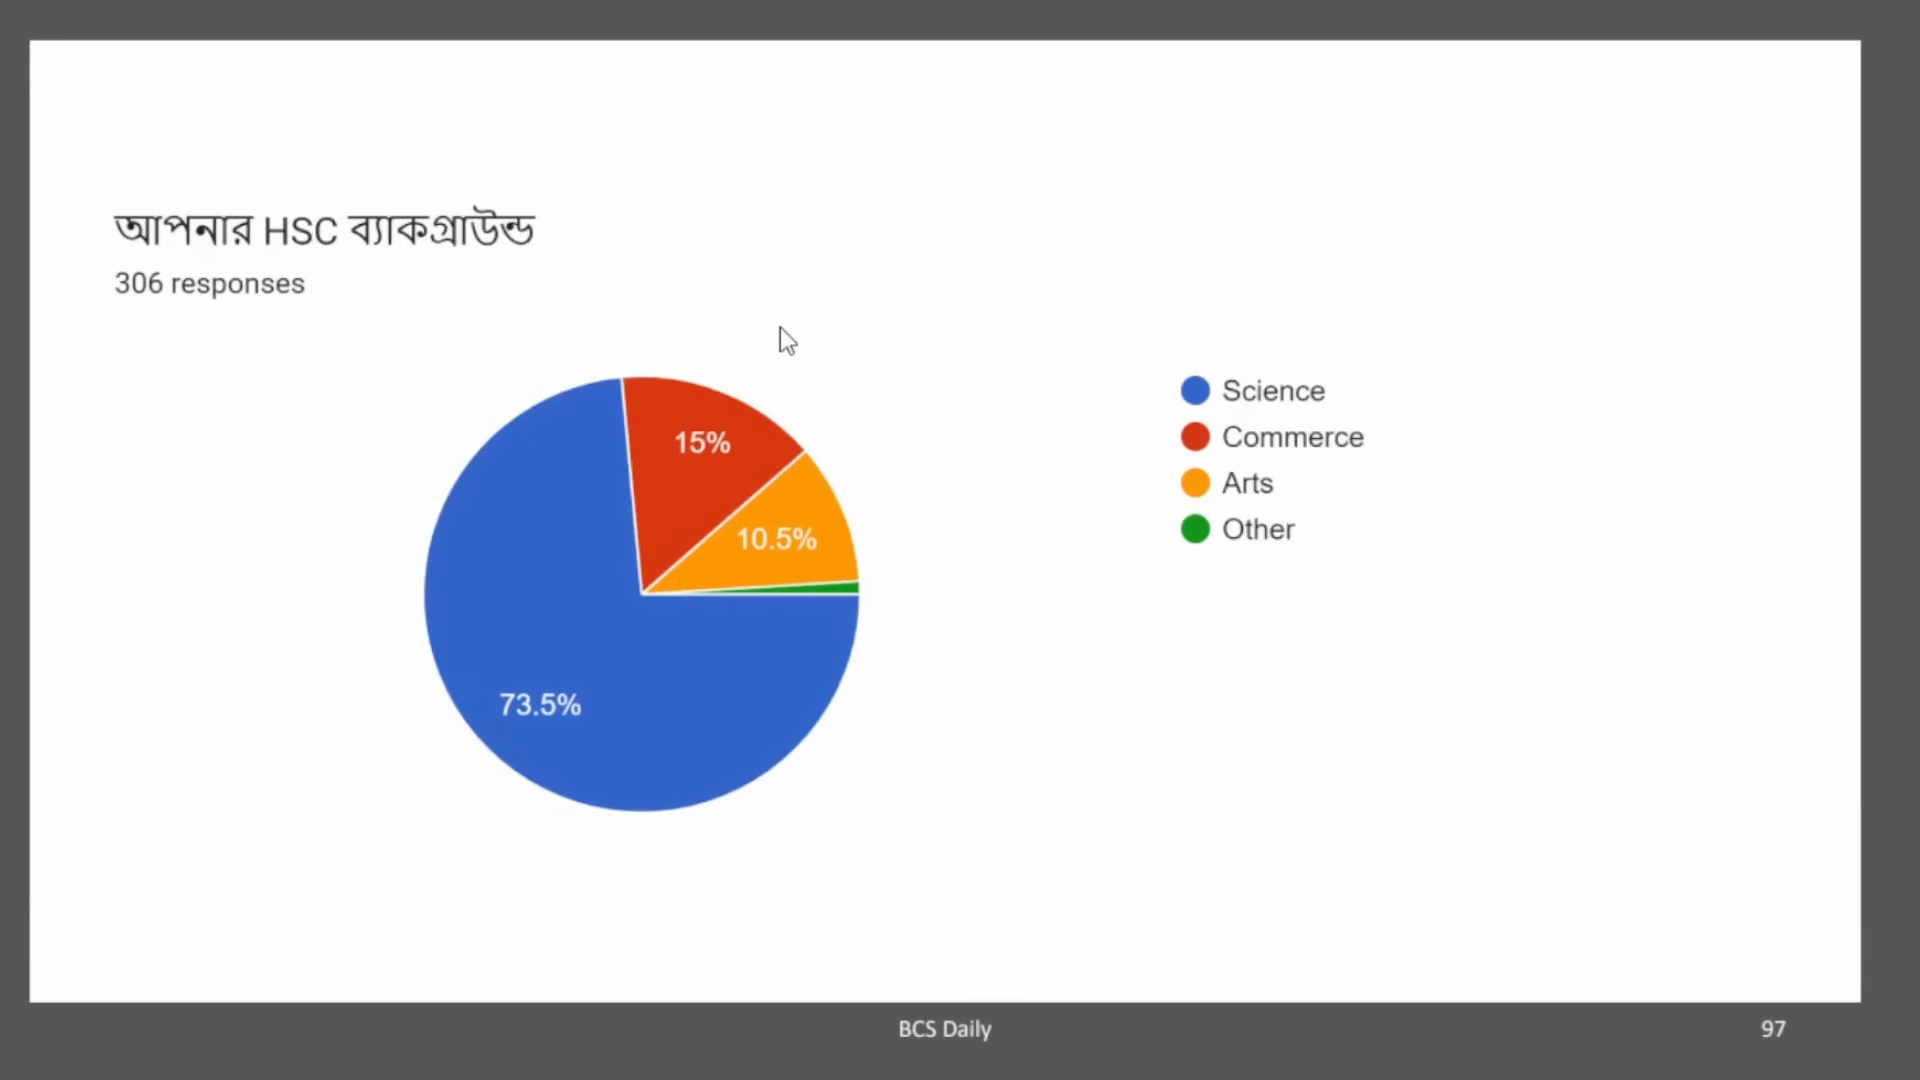 আপনার HSC ব্যাকগ্রাউন্ড
306 responses
15%
10.5%
73.5%
Science
Commerce
Arts
Other
BCS Daily
97